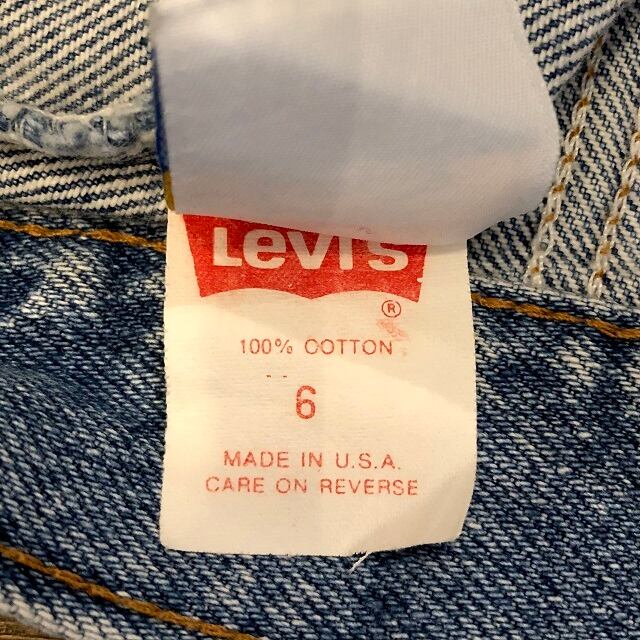 Levi's
®
100% COTTON
6
MADE IN U.S.A.
CARE ON REVERSE